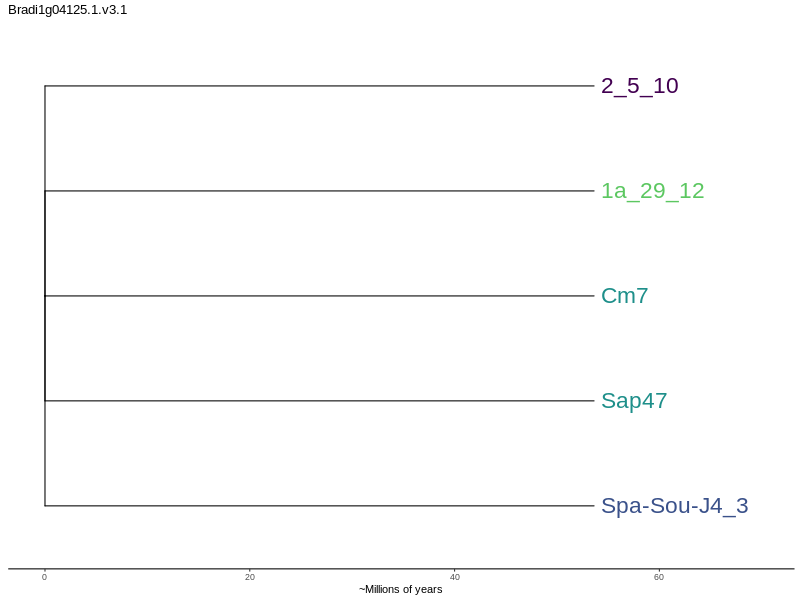 Bradi1g04125.1.v3.1
2_5_10
1a_29_12
Cm7
Sap47
Spa-Sou-J4_3
0 20 40 60
~Millions of years